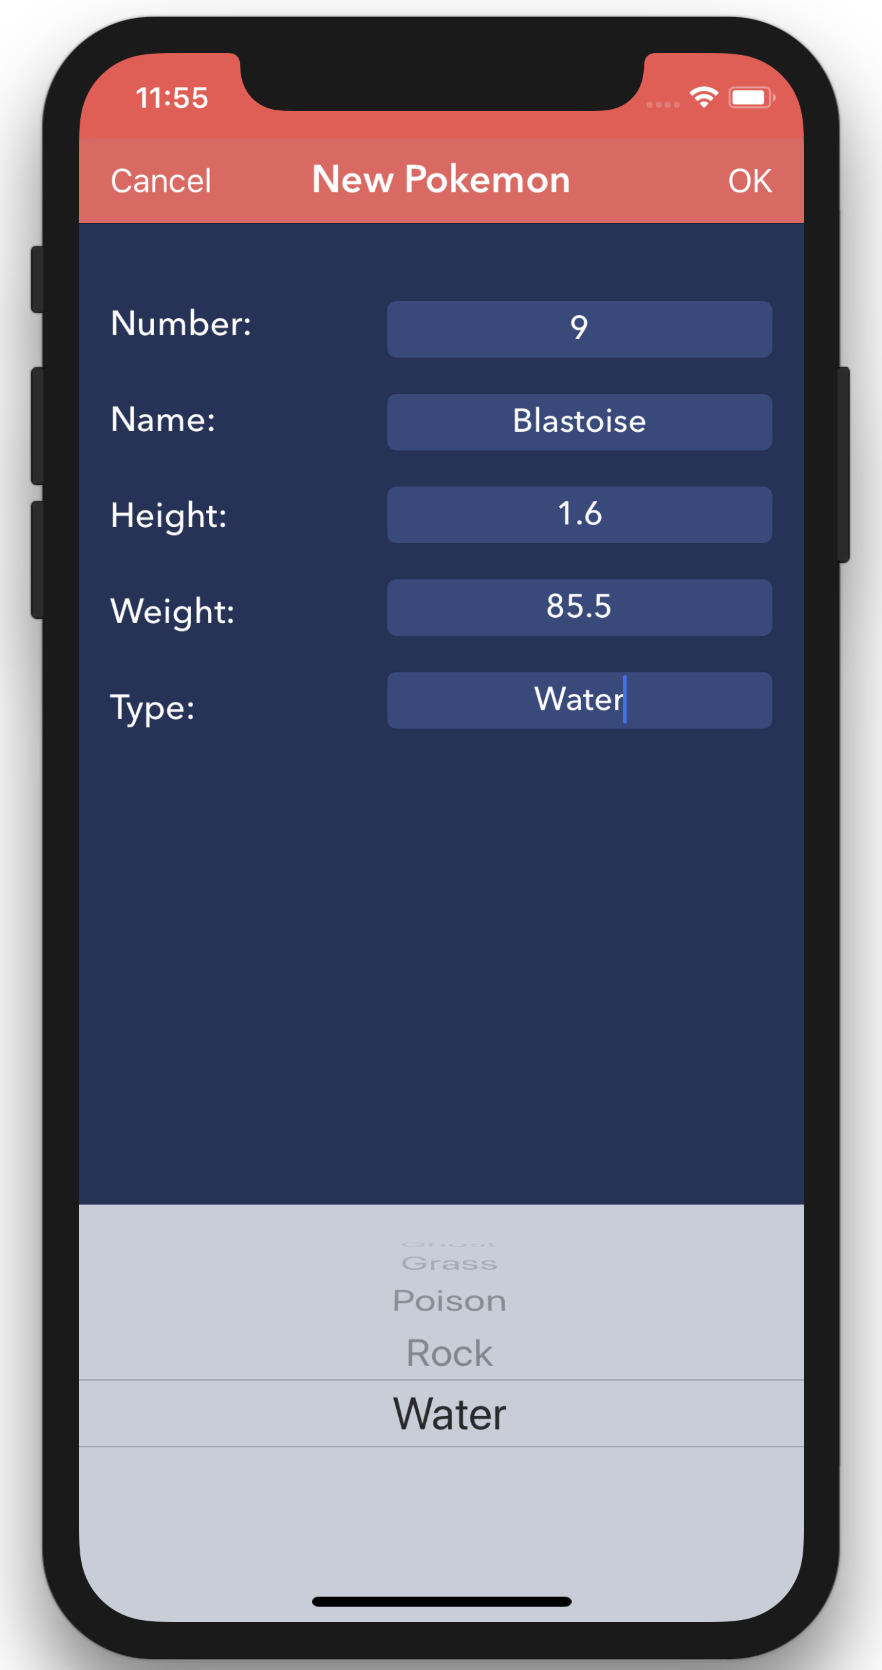 11:55
Cancel New Pokemon OK
Number: 9
Name: Blastoise
Height: 1.6
Weight: 85.5
Type: Water
Ghost
Grass
Poison
Rock
Water